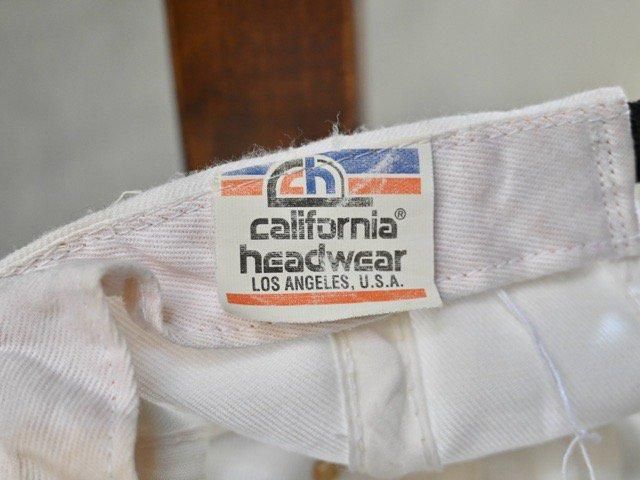 ch
california®
headwear
LOS ANGELES, U.S.A.